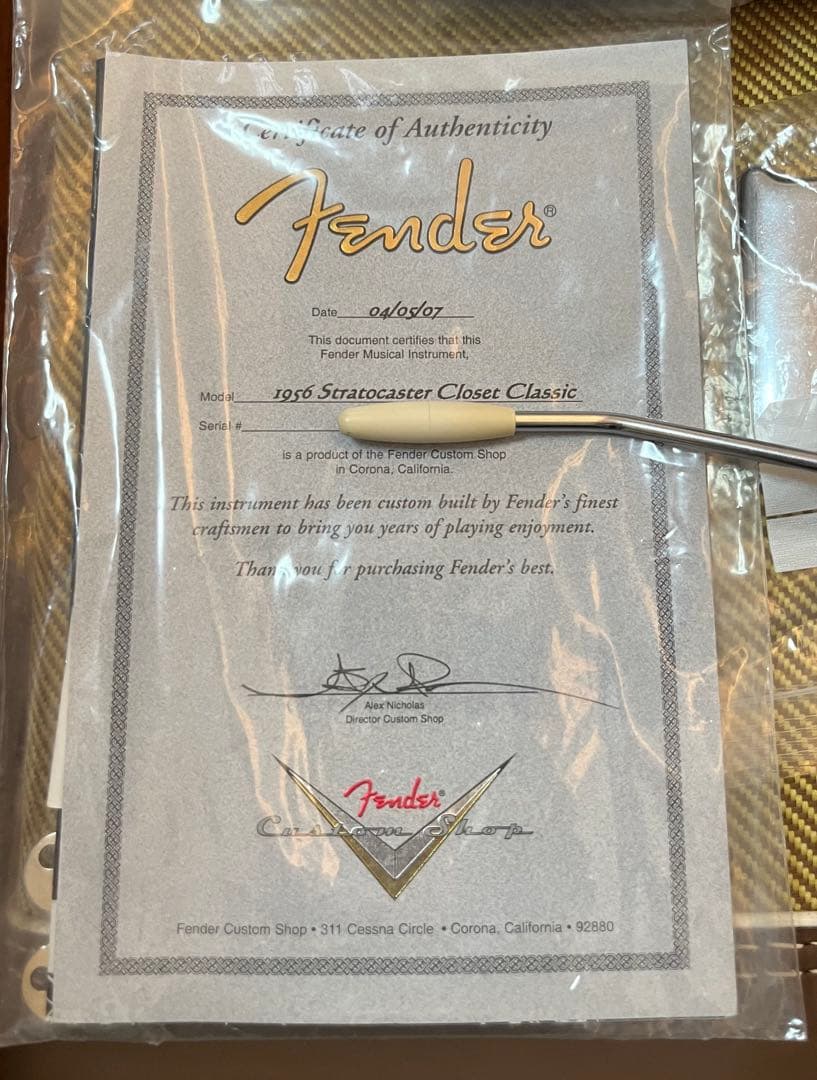 Certificate of Authenticity
Fender®
Date 04/05/07
This document certifies that this
Fender Musical Instrument,
Model 1956 Stratocaster Closet Classic
Serial #
is a product of the Fender Custom Shop
in Corona, California.
This instrument has been custom built by Fender's finest
craftsmen to bring you years of playing enjoyment.
Thank you for purchasing Fender's best.
Alex Nicholas
Director Custom Shop
Fender®
Custom Shop
Fender Custom Shop • 311 Cessna Circle • Corona, California • 92880